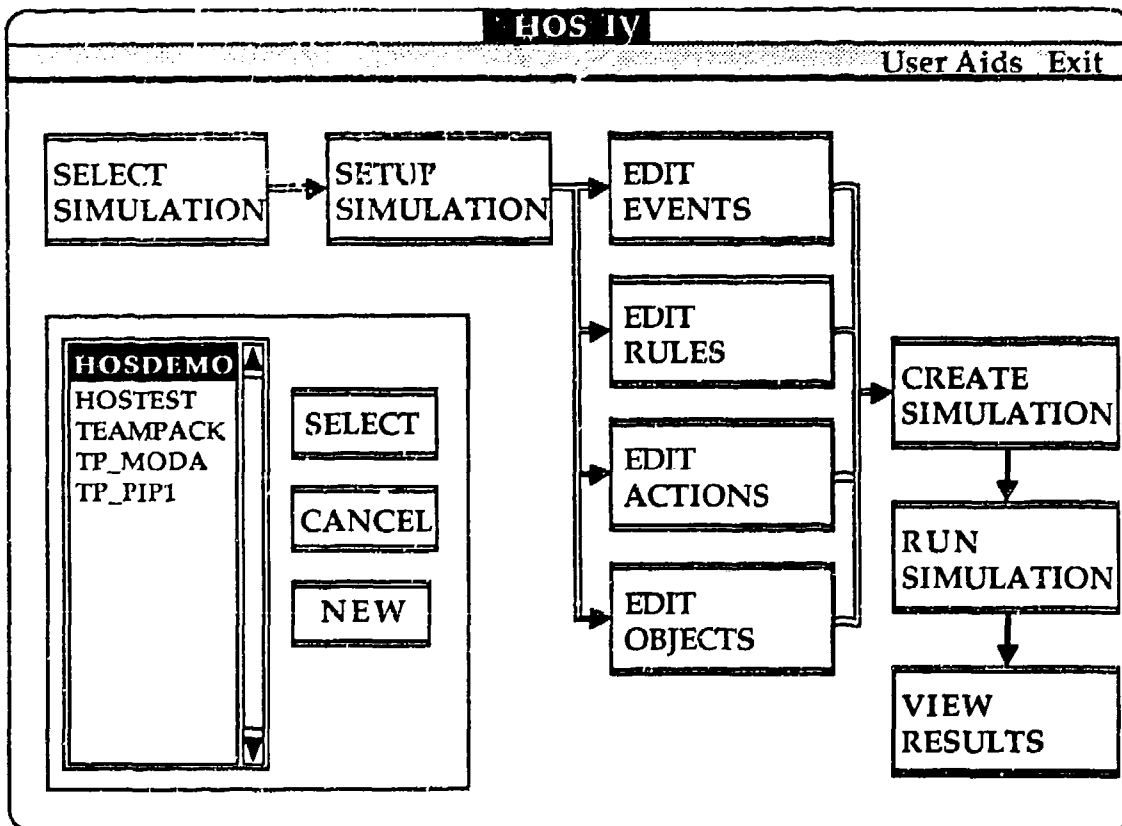 HOS IV
User Aids Exit
SELECT
SIMULATION
SETUP
SIMULATION
EDIT
EVENTS
EDIT
RULES
EDIT
ACTIONS
EDIT
OBJECTS
CREATE
SIMULATION
RUN
SIMULATION
VIEW
RESULTS
HOSDEMO
HOSTEST
TEAMPACK
TP_MODA
TP_PIP1
SELECT
CANCEL
NEW